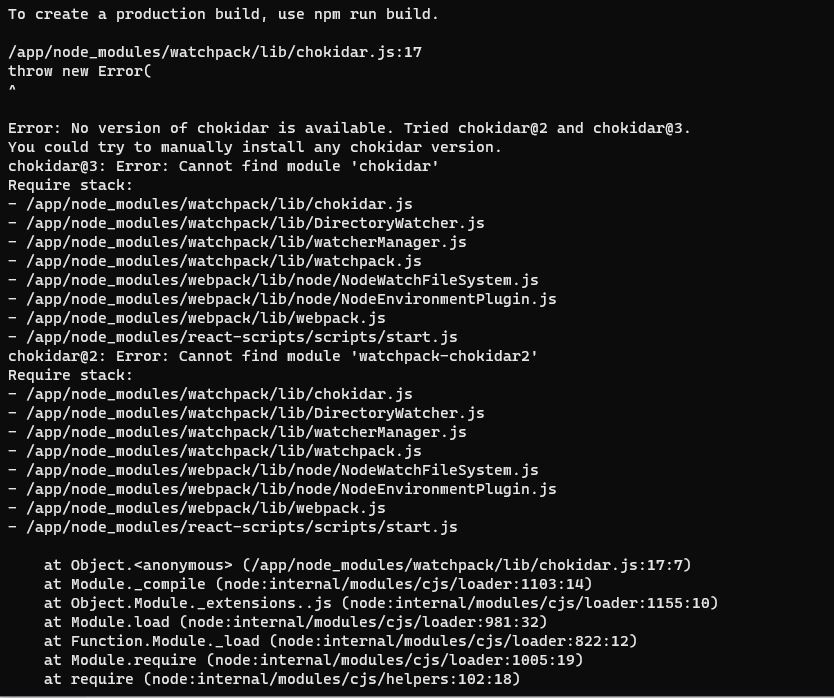 To create a production build, use npm run build.
/app/node_modules/watchpack/lib/chokidar.js:17
throw new Error(
^
Error: No version of chokidar is available. Tried chokidar@2 and chokidar@3.
You could try to manually install any chokidar version.
chokidar@3: Error: Cannot find module 'chokidar'
Require stack:
- /app/node_modules/watchpack/lib/chokidar.js
- /app/node_modules/watchpack/lib/DirectoryWatcher.js
- /app/node_modules/watchpack/lib/watcherManager.js
- /app/node_modules/watchpack/lib/watchpack.js
- /app/node_modules/webpack/lib/node/NodeWatchFileSystem.js
- /app/node_modules/webpack/lib/node/NodeEnvironmentPlugin.js
- /app/node_modules/webpack/lib/webpack.js
- /app/node_modules/react-scripts/scripts/start.js
chokidar@2: Error: Cannot find module 'watchpack-chokidar2'
Require stack:
- /app/node_modules/watchpack/lib/chokidar.js
- /app/node_modules/watchpack/lib/DirectoryWatcher.js
- /app/node_modules/watchpack/lib/watcherManager.js
- /app/node_modules/watchpack/lib/watchpack.js
- /app/node_modules/webpack/lib/node/NodeWatchFileSystem.js
- /app/node_modules/webpack/lib/node/NodeEnvironmentPlugin.js
- /app/node_modules/webpack/lib/webpack.js
- /app/node_modules/react-scripts/scripts/start.js
at Object.<anonymous> (/app/node_modules/watchpack/lib/chokidar.js:17:7)
at Module._compile (node:internal/modules/cjs/loader:1103:14)
at Object.Module._extensions..js (node:internal/modules/cjs/loader:1155:10)
at Module.load (node:internal/modules/cjs/loader:981:32)
at Function.Module._load (node:internal/modules/cjs/loader:822:12)
at Module.require (node:internal/modules/cjs/loader:1005:19)
at require (node:internal/modules/cjs/helpers:102:18)